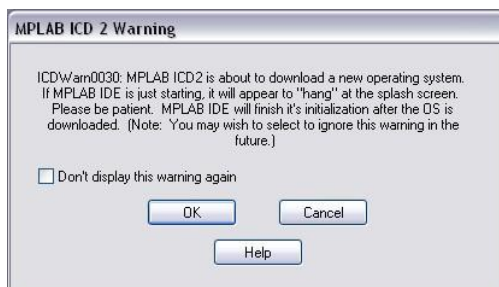 MPLAB ICD 2 Warning
ICDWarn0030: MPLAB ICD2 is about to download a new operating system.
If MPLAB IDE is just starting, it will appear to "hang" at the splash screen.
Please be patient. MPLAB IDE will finish it's initialization after the OS is
downloaded. (Note: You may wish to select to ignore this warning in the
future.)
Don't display this warning again
OK
Cancel
Help